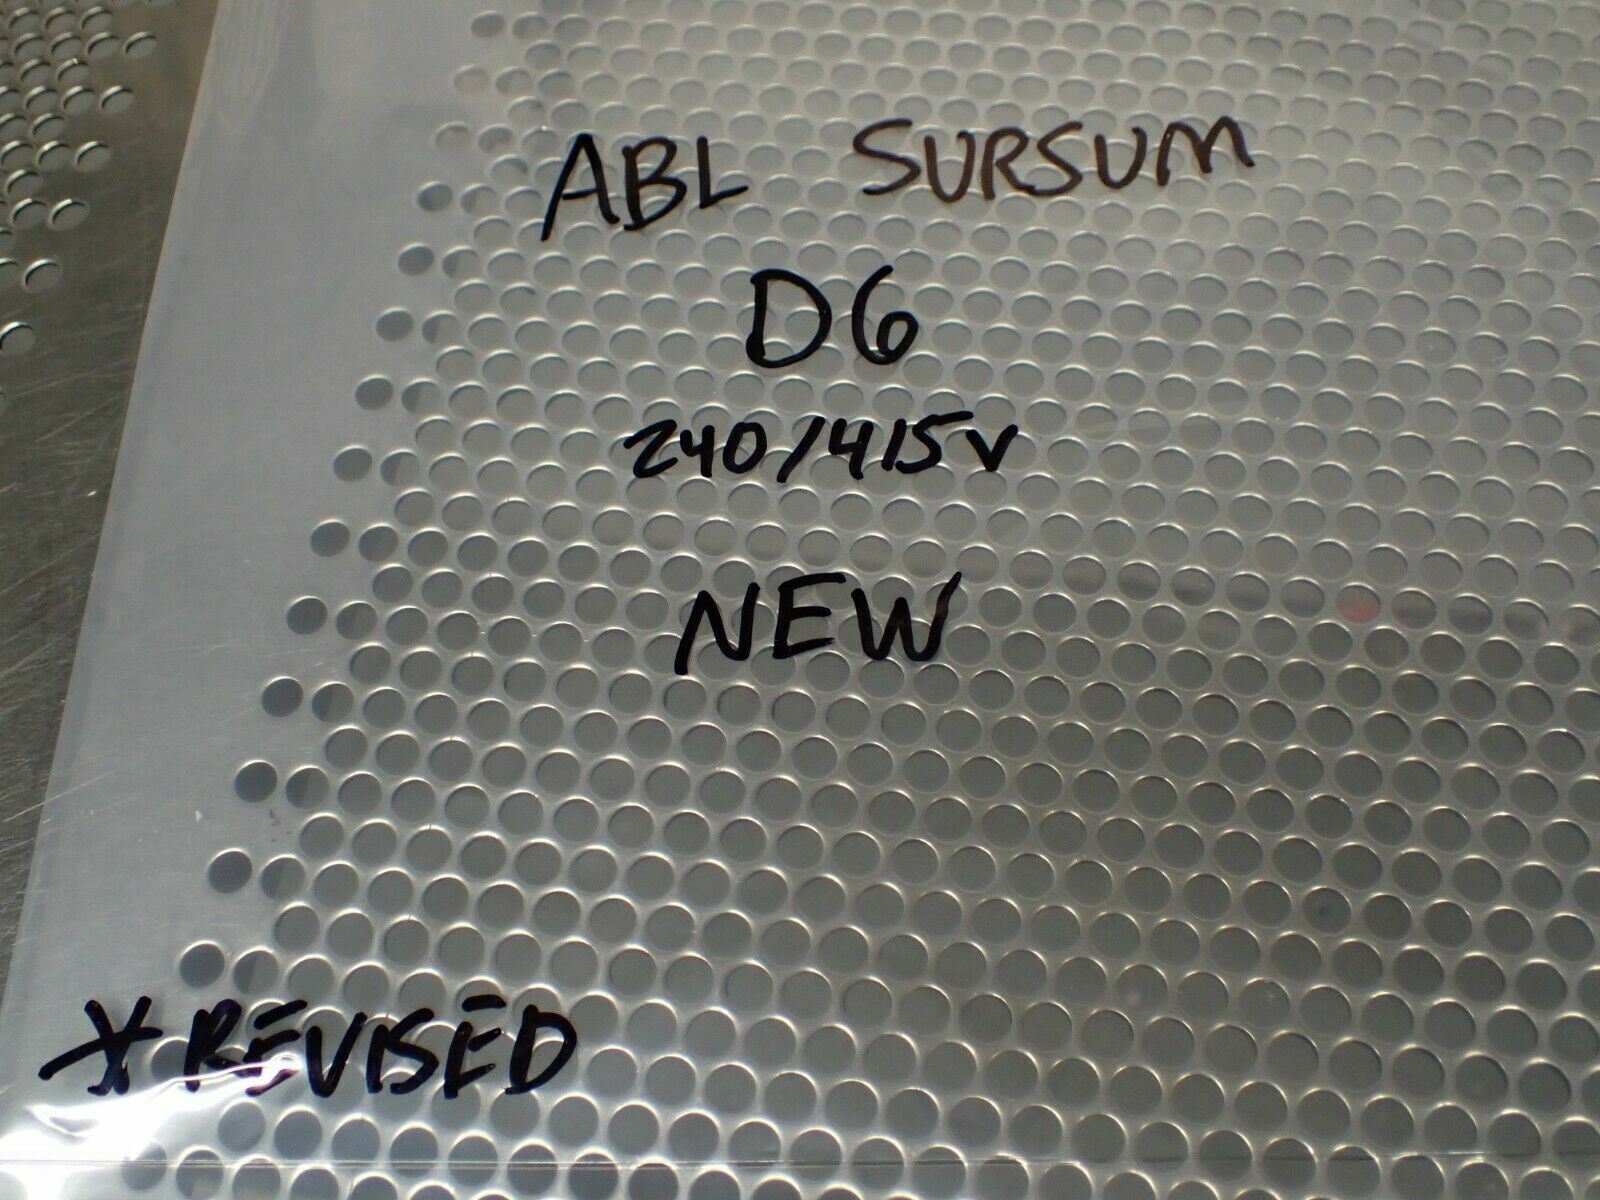 ABL SURSUM
D6
240/415V
NEW
* REVISED